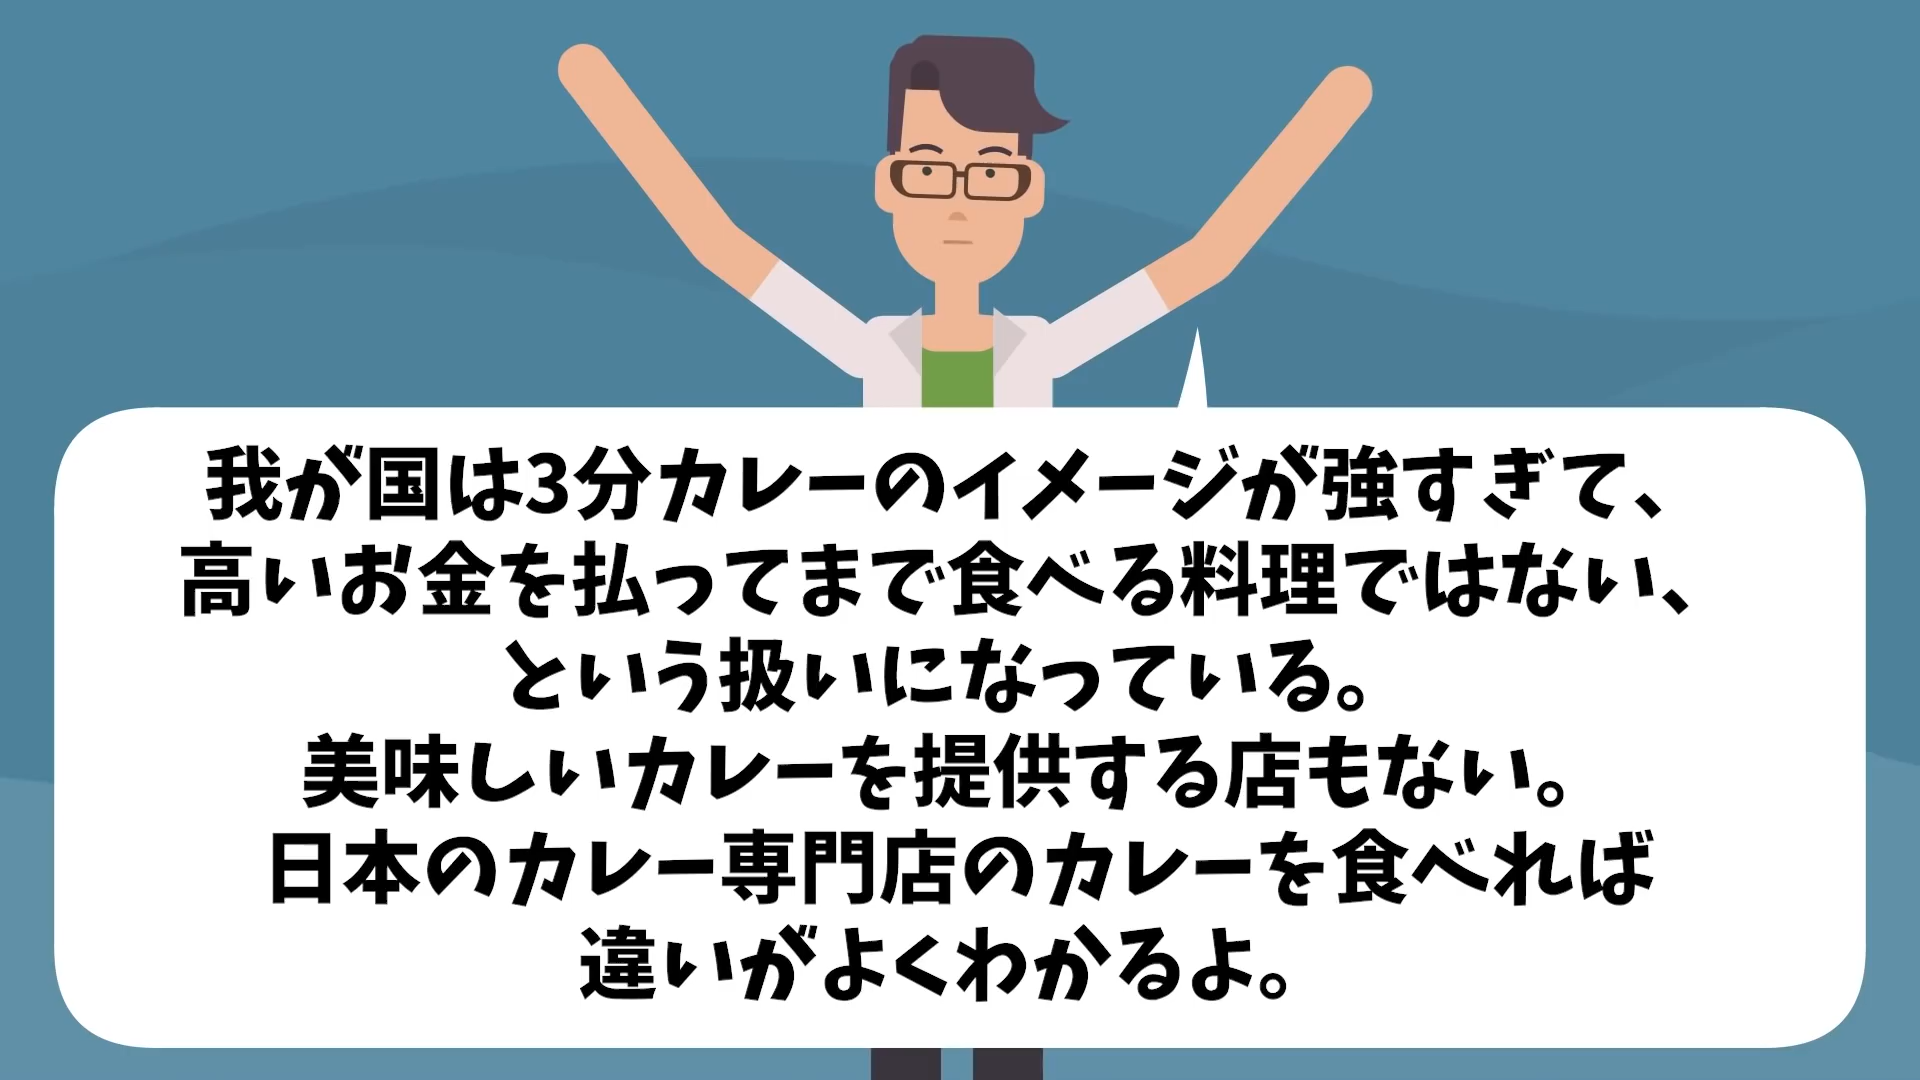 我が国は3分カレーのイメージが強すぎて、
高いお金を払ってまで食べる料理ではない、
という扱いになっている。
美味しいカレーを提供する店もない。
日本のカレー専門店のカレーを食べれば
違いがよくわかるよ。